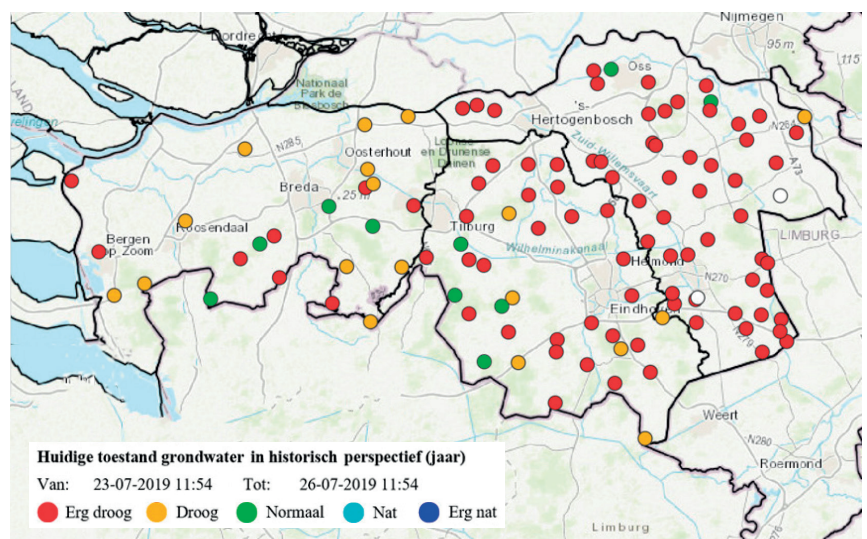 Nijmegen
Dordrecht
95 m
115
Oss
Nationaal
Park de
Biesbosch
's-
Hertogenbosch
LAND
N285
Oosterhout
en Drunense
Duinen
Zuid-Willemsvaart
N264
A73
Breda
25 m
Roosendaal
Tilburg
LIMBURG
Bergen
op Zoom
Wilhelminakanaal
Helmond
N270
Eindhoven
N279
Weert
N280
Roermond
Limburg
Huidige toestand grondwater in historisch perspectief (jaar)
Van: 23-07-2019 11:54 Tot: 26-07-2019 11:54
Erg droog Droog Normaal Nat Erg nat